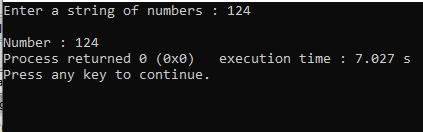 Enter a string of numbers : 124
Number : 124
Process returned 0 (0x0)   execution time : 7.027 s
Press any key to continue.